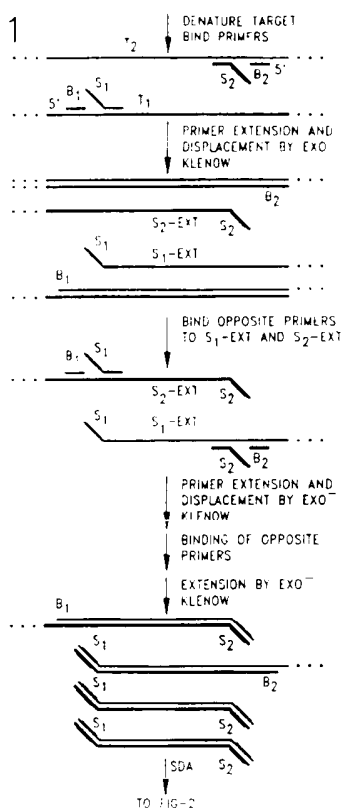 1
DENATURE TARGET
BIND PRIMERS
T2
S2 B2 5'
5' B1 S1 T1
PRIMER EXTENSION AND
DISPLACEMENT BY EXO
KLENOW
B2
S2-EXT S2
S1 S1-EXT
B1
BIND OPPOSITE PRIMERS
TO S1-EXT AND S2-EXT
B1 S1
S2-EXT S2
S1 S1-EXT
S2 B2
PRIMER EXTENSION AND
DISPLACEMENT BY EXO-
KLENOW
BINDING OF OPPOSITE
PRIMERS
EXTENSION BY EXO-
KLENOW
B1
S1 S2
S1 B2
S1 S2
S2
SDA
TO FIG-2